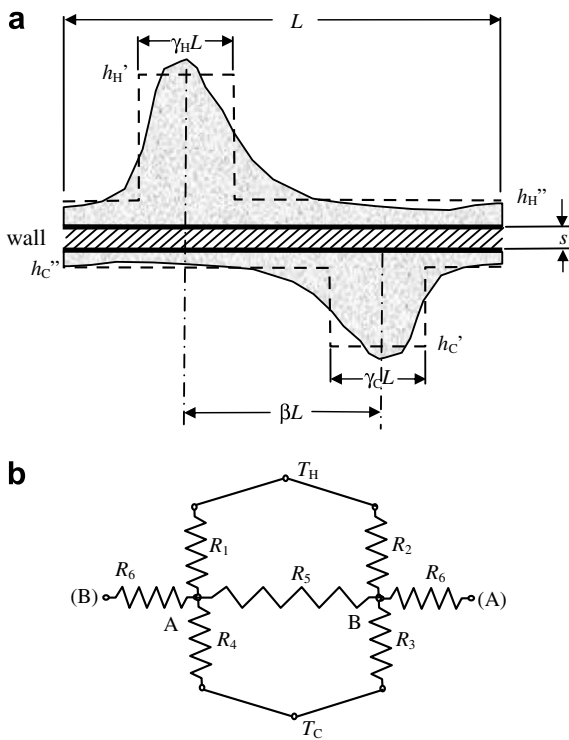 a
L
γHL
hH'
hH"
wall
s
hC"
hC'
γCL
βL
b
TH
R1
R2
R6
R5
R6
(B)
(A)
A
B
R4
R3
TC